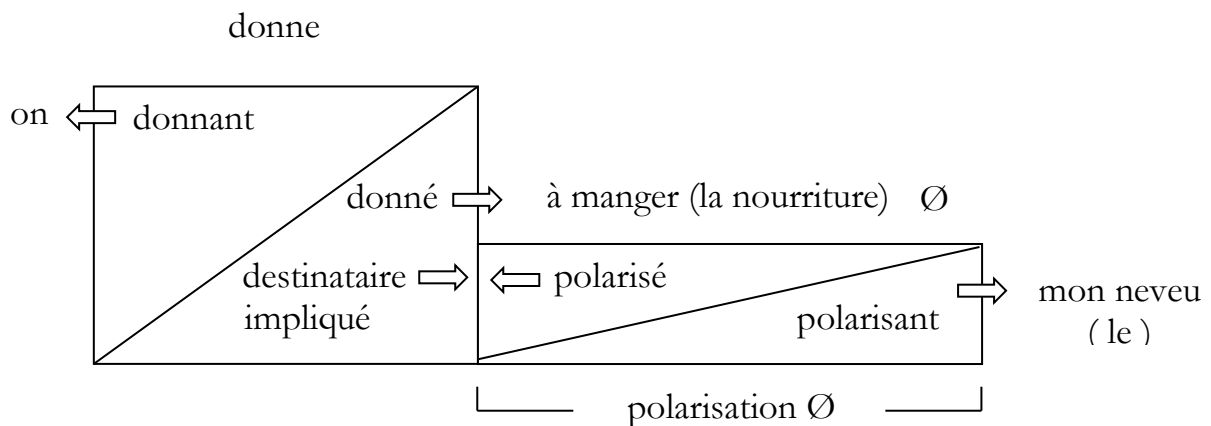 donne
on
donnant
donné
à manger (la nourriture) Ø
destinataire
impliqué
polarisé
polarisant
mon neveu
( le )
polarisation Ø